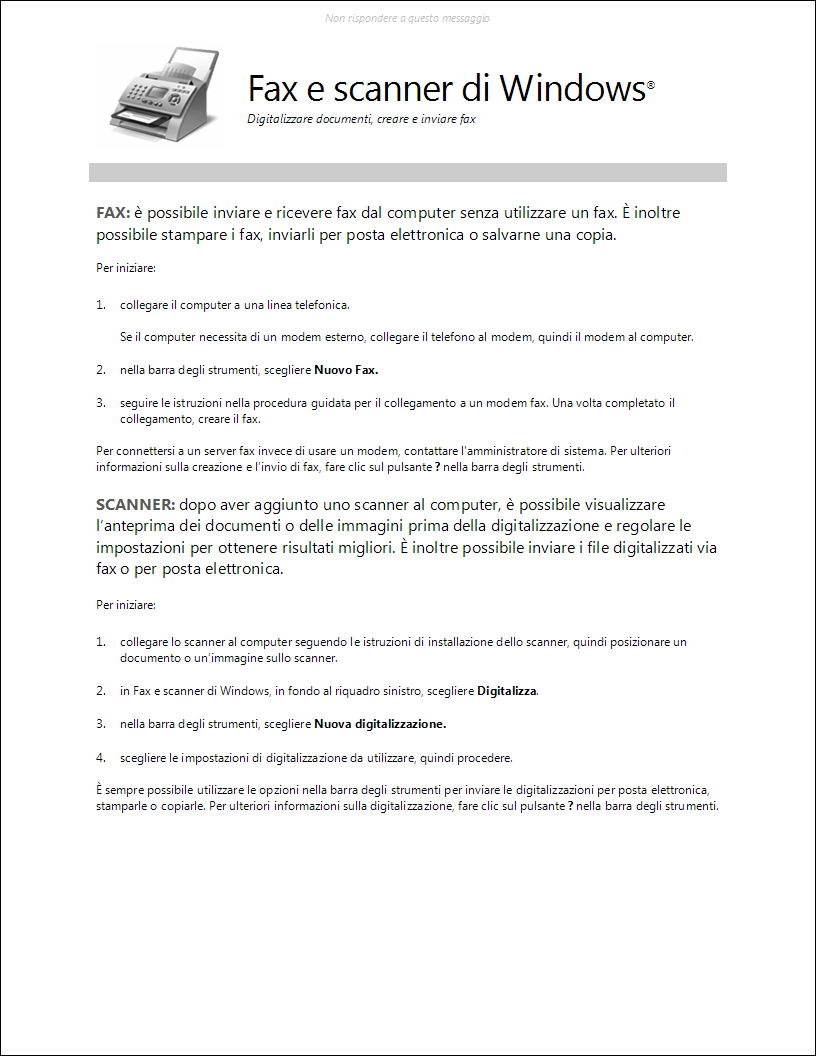 Non rispondere a questo messaggio
Fax e scanner di Windows®
Digitalizzare documenti, creare e inviare fax
FAX: è possibile inviare e ricevere fax dal computer senza utilizzare un fax. È inoltre
possibile stampare i fax, inviarli per posta elettronica o salvarne una copia.
Per iniziare:
1. collegare il computer a una linea telefonica.
Se il computer necessita di un modem esterno, collegare il telefono al modem, quindi il modem al computer.
2. nella barra degli strumenti, scegliere Nuovo Fax.
3. seguire le istruzioni nella procedura guidata per il collegamento a un modem fax. Una volta completato il
collegamento, creare il fax.
Per connettersi a un server fax invece di usare un modem, contattare l'amministratore di sistema. Per ulteriori
informazioni sulla creazione e l'invio di fax, fare clic sul pulsante ? nella barra degli strumenti.
SCANNER: dopo aver aggiunto uno scanner al computer, è possibile visualizzare
l'anteprima dei documenti o delle immagini prima della digitalizzazione e regolare le
impostazioni per ottenere risultati migliori. È inoltre possibile inviare i file digitalizzati via
fax o per posta elettronica.
Per iniziare:
1. collegare lo scanner al computer seguendo le istruzioni di installazione dello scanner, quindi posizionare un
documento o un'immagine sullo scanner.
2. in Fax e scanner di Windows, in fondo al riquadro sinistro, scegliere Digitalizza.
3. nella barra degli strumenti, scegliere Nuova digitalizzazione.
4. scegliere le impostazioni di digitalizzazione da utilizzare, quindi procedere.
È sempre possibile utilizzare le opzioni nella barra degli strumenti per inviare le digitalizzazioni per posta elettronica,
stamparle o copiarle. Per ulteriori informazioni sulla digitalizzazione, fare clic sul pulsante ? nella barra degli strumenti.